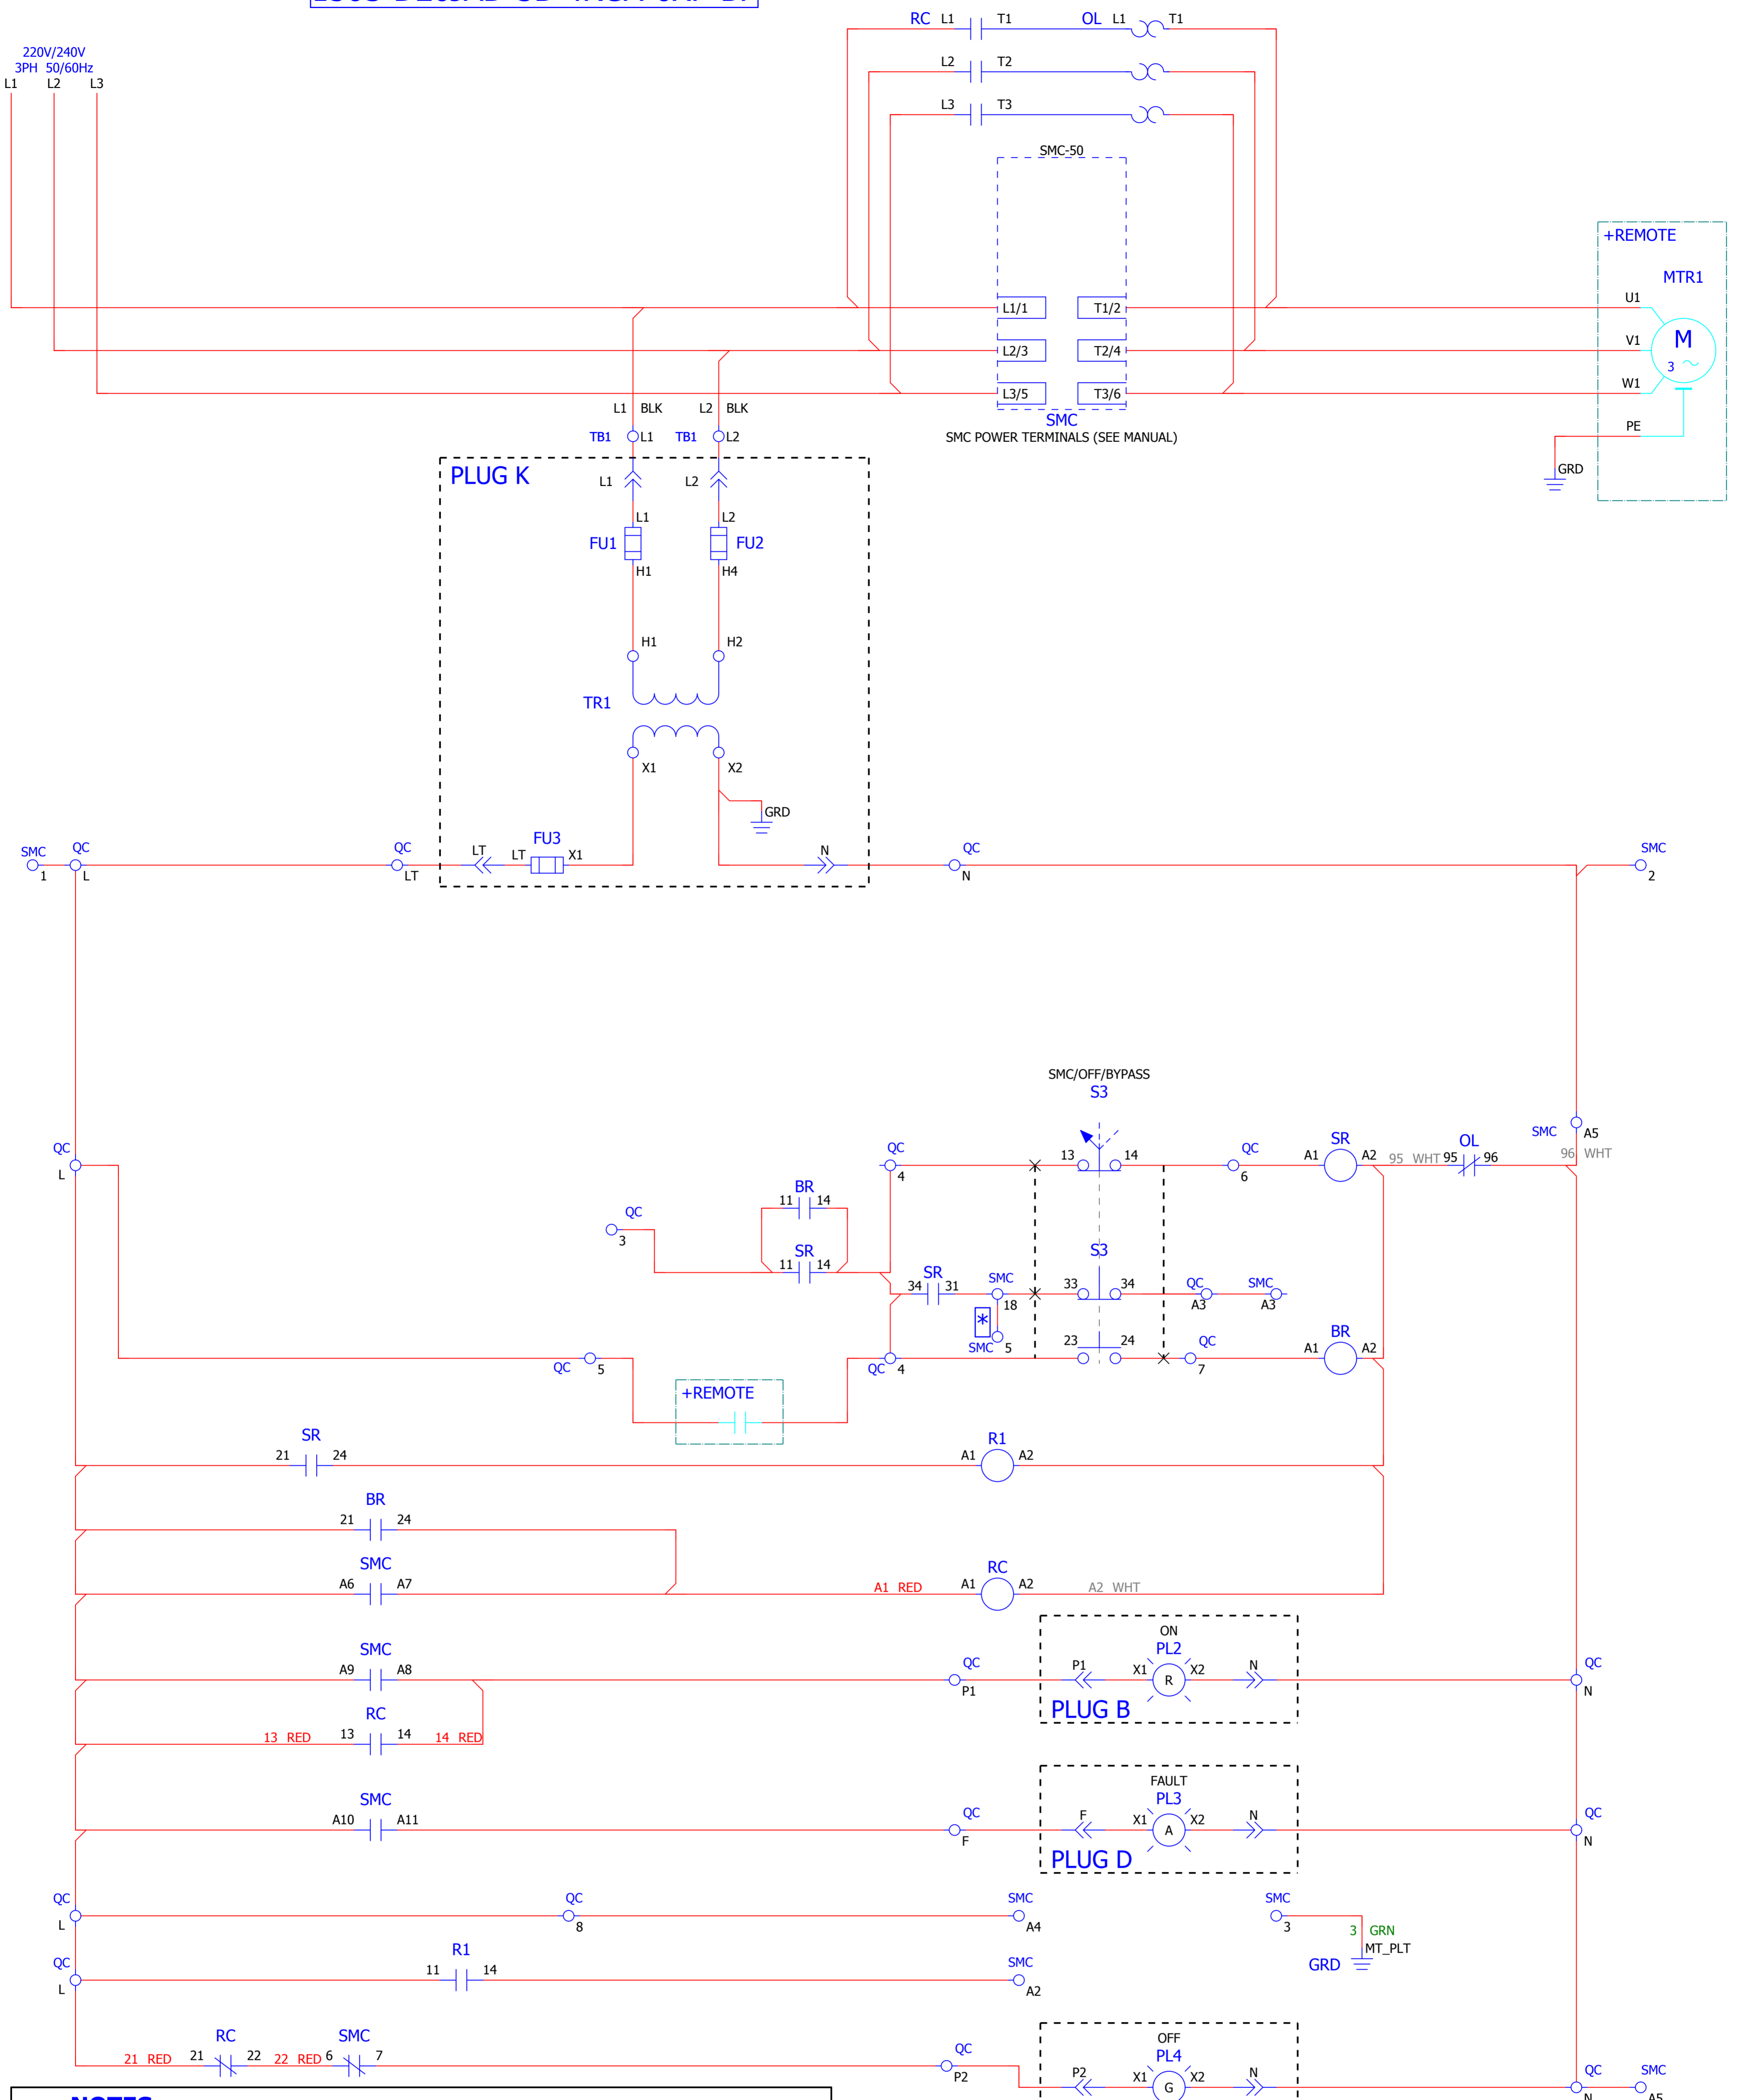 RC L1 T1 OL L1 T1
220V/240V
3PH 50/60Hz
L1 L2 L3
L2 T2
L3 T3
SMC-50
+REMOTE
MTR1
L1/1 T1/2 U1
L2/3 T2/4 V1 M
3
L3/5 T3/6 W1
L1 BLK L2 BLK
SMC
PE
TB1 L1 TB1 L2
SMC POWER TERMINALS (SEE MANUAL)
PLUG K
L1 L2
GRD
L1 L2
FU1 FU2
H1 H4
H1 H2
TR1
X1 X2
GRD
SMC QC QC LT LT FU3 X1 N QC SMC
1 L LT N 2
SMC/OFF/BYPASS
S3
SMC A5
QC QC 13 14 QC A1 SR A2 95 WHT 95 OL 96 96 WHT
L 4 6
BR
11 14
QC
3
SR
11 14
S3
SR
34 31 SMC 33 34 QC SMC
18 A3 A3
*
SMC 5 23 24 QC A1 BR A2
QC 5 QC 4 7
+REMOTE
SR R1
21 24 A1 A2
BR
21 24
SMC RC
A6 A7 A1 RED A1 A2 A2 WHT
ON
SMC QC PL2 QC
A9 A8 P1 X1 R X2 N
P1 N
PLUG B
RC
13 RED 13 14 14 RED
FAULT
SMC QC PL3 QC
A10 A11 F X1 A X2 N
F N
PLUG D
QC QC SMC SMC
L 8 A4 3
3 GRN
MT_PLT
GRD
QC R1 SMC
L 11 14 A2
OFF
RC SMC QC PL4
21 RED 21 22 22 RED 6 7
P2 P2 X1 G X2 N QC SMC
N A5
NOTES